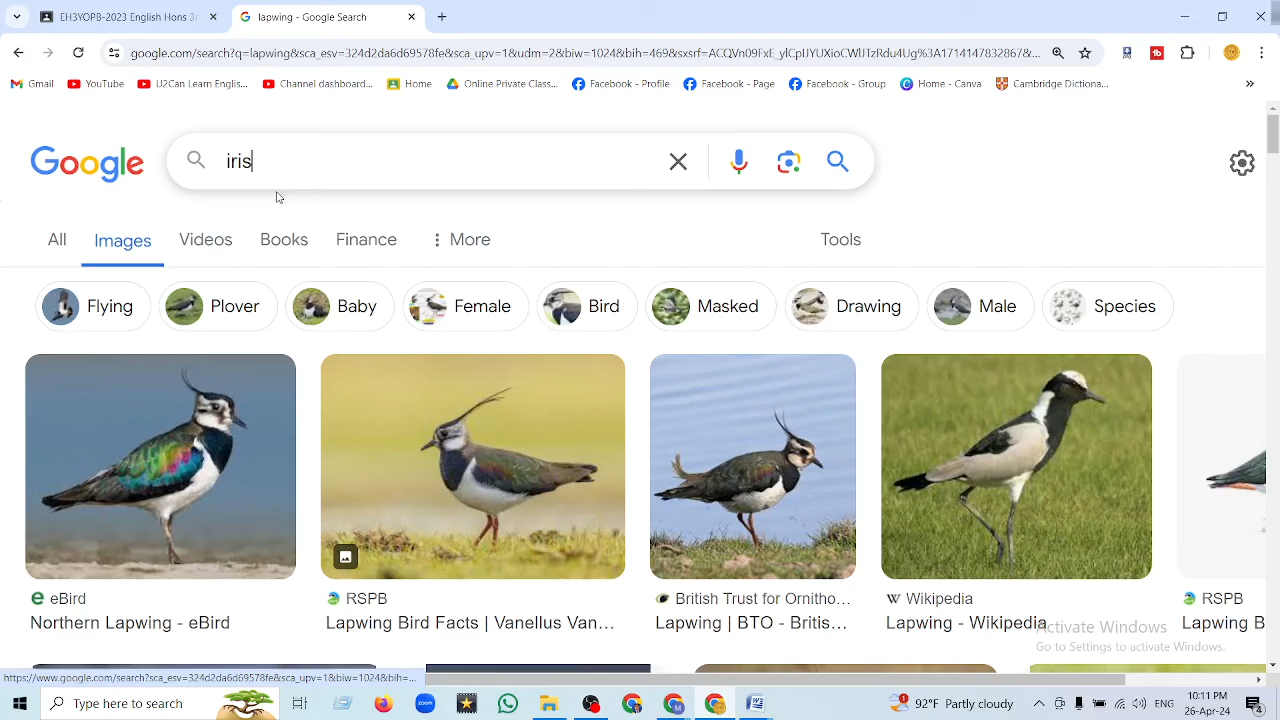 EH3YOP8- 2023 English Hons 3r
lapwing - Google Search
google.com/search?q=lapwing&sca_esv=324d2da6d69578fe&sca_upv=1&udm=2&biw=1024&bih=469&sxsrf=
Gmail YouTube U2Can Learn Englis... Channel dashboard... Home Online Private Class... Facebook - Profile Facebook - Page Facebook - Group Home - Canva Cambridge Dictiona... »
Google
iris
All Images Videos Books Finance More Tools
Flying Plover Baby Female Bird Masked Drawing Male Species
eBird RSPB British Trust for Ornitho... Wikipedia RSPB
Northern Lapwing - eBird Lapwing Bird Facts | Vanellus Van... Lapwing | BTO - Britis... Lapwing - Wikipedia Lapwing B
Activate Windows
Go to Settings to activate Windows.
https://www.google.com/search?sca_esv=324d2da6d69578fe&sca_upv=1&biv=1024&bih=...
Type here to search
zoom
92°F Partly cloudy
ENG
10:11 PM
26-Apr-24
4